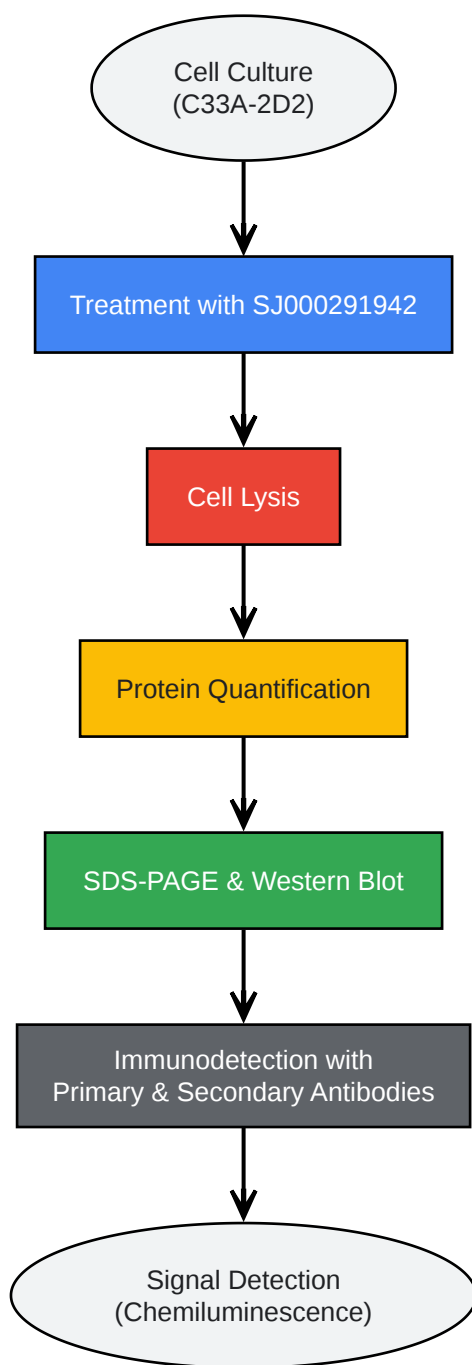 Cell Culture
(C33A-2D2)
Treatment with SJ000291942
Cell Lysis
Protein Quantification
SDS-PAGE & Western Blot
Immunodetection with
Primary & Secondary Antibodies
Signal Detection
(Chemiluminescence)